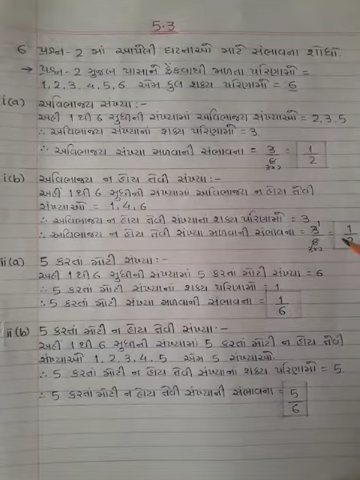 5.3
6 પ્રશ્ન-2 માં આપેલી ઘટનાઓ માટે સંભાવના શોધો.
→ પ્રશ્ન-2 મુજબ પાસાને ફેંકવાથી મળતા પરિણામો =
1, 2, 3, 4, 5, 6 એમ કુલ શક્ય પરિણામો = 6
i(a) અવિભાજ્ય સંખ્યા :-
અહીં 1 થી 6 સુધીની સંખ્યામાં અવિભાજ્ય સંખ્યાઓ = 2, 3, 5
∴ અવિભાજ્ય સંખ્યાનાં શક્ય પરિણામો = 3
∴ અવિભાજ્ય સંખ્યા મળવાની સંભાવના = 3/6 = 1/2
i(b) અવિભાજ્ય ન હોય તેવી સંખ્યા :-
અહીં 1 થી 6 સુધીની સંખ્યામાં અવિભાજ્ય ન હોય તેવી
સંખ્યાઓ = 1, 4, 6
∴ અવિભાજ્ય ન હોય તેવી સંખ્યાના શક્ય પરિણામો = 3
∴ અવિભાજ્ય ન હોય તેવી સંખ્યા મળવાની સંભાવના = 3/6 = 1/2
ii(a) 5 કરતાં મોટી સંખ્યા :-
અહીં 1 થી 6 સુધીની સંખ્યામાં 5 કરતાં મોટી સંખ્યા = 6
∴ 5 કરતાં મોટી સંખ્યાનાં શક્ય પરિણામો = 1
∴ 5 કરતાં મોટી સંખ્યા મળવાની સંભાવના = 1/6
ii(b) 5 કરતાં મોટી ન હોય તેવી સંખ્યા :-
અહીં 1 થી 6 સુધીની સંખ્યામાં 5 કરતાં મોટી ન હોય તેવી
સંખ્યાઓ 1, 2, 3, 4, 5 એમ 5 સંખ્યાઓ
∴ 5 કરતાં મોટી ન હોય તેવી સંખ્યાનાં શક્ય પરિણામો = 5
∴ 5 કરતાં મોટી ન હોય તેવી સંખ્યાની સંભાવના = 5/6